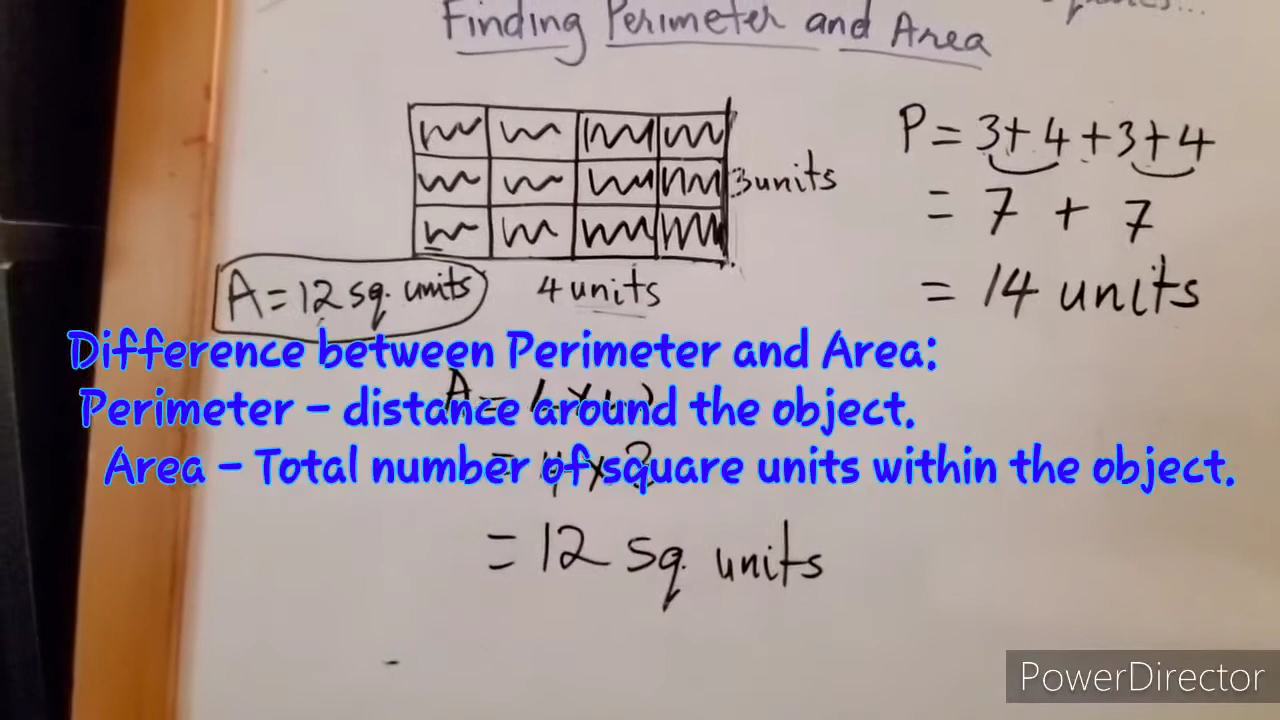 Finding Perimeter and Area
P = 3+4+3+4
3 units
= 7 + 7
A = 12 sq. units
4 units
= 14 units
Difference between Perimeter and Area:
Perimeter - distance around the object.
Area - Total number of square units within the object.
= 12 sq. units
PowerDirector